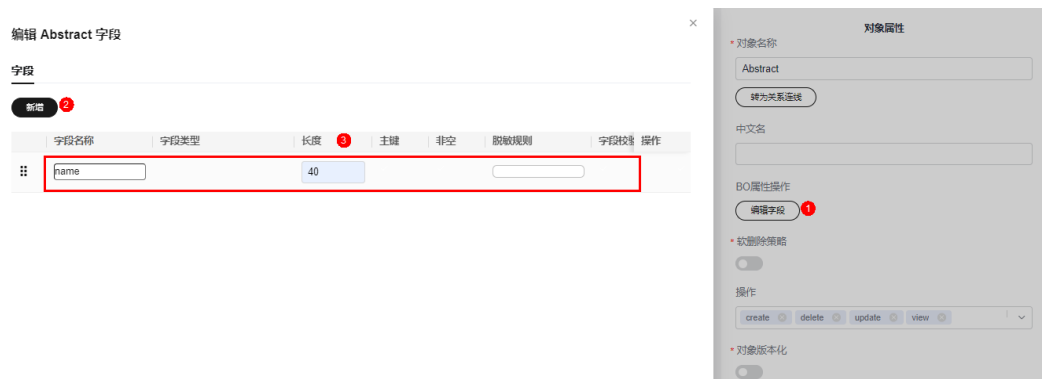 编辑 Abstract 字段
×
字段
新增 2
字段名称 字段类型 长度 3 主键 非空 脱敏规则 字段校验 操作
name 40
对象属性
* 对象名称
Abstract
转为关系连线
中文名
BO属性操作
编辑字段 1
* 软删除策略
操作
create delete update view
* 对象版本化